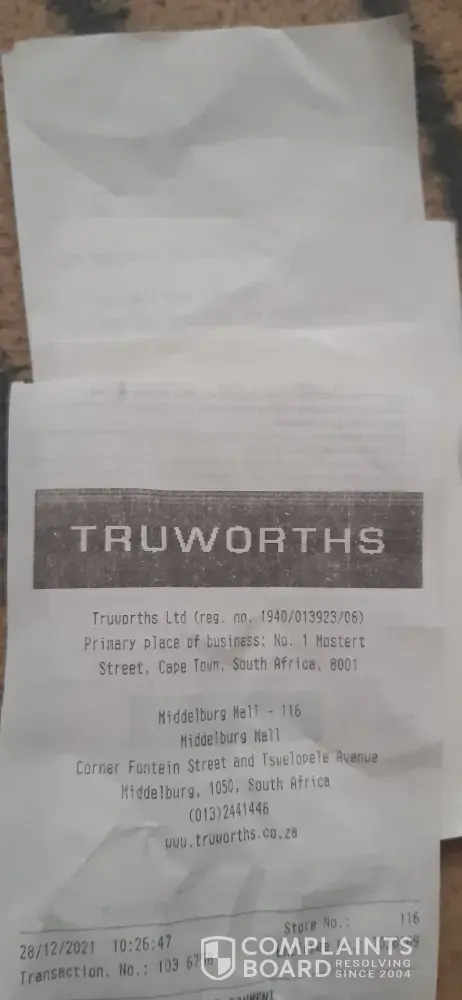 TRUWORTHS
Truworths Ltd (reg. no. 1940/013923/06)
Primary place of business: No. 1 Mostert
Street, Cape Town, South Africa, 8001
Middelburg Mall - 116
Middelburg Mall
Corner Fontein Street and Tswelopele Avenue
Middelburg, 1050, South Africa
(013)2441446
www.truworths.co.za
Store No.: 116
28/12/2021 10:26:47
Transaction. No.: 103
COMPLAINTS
BOARD RESOLVING
SINCE 2004